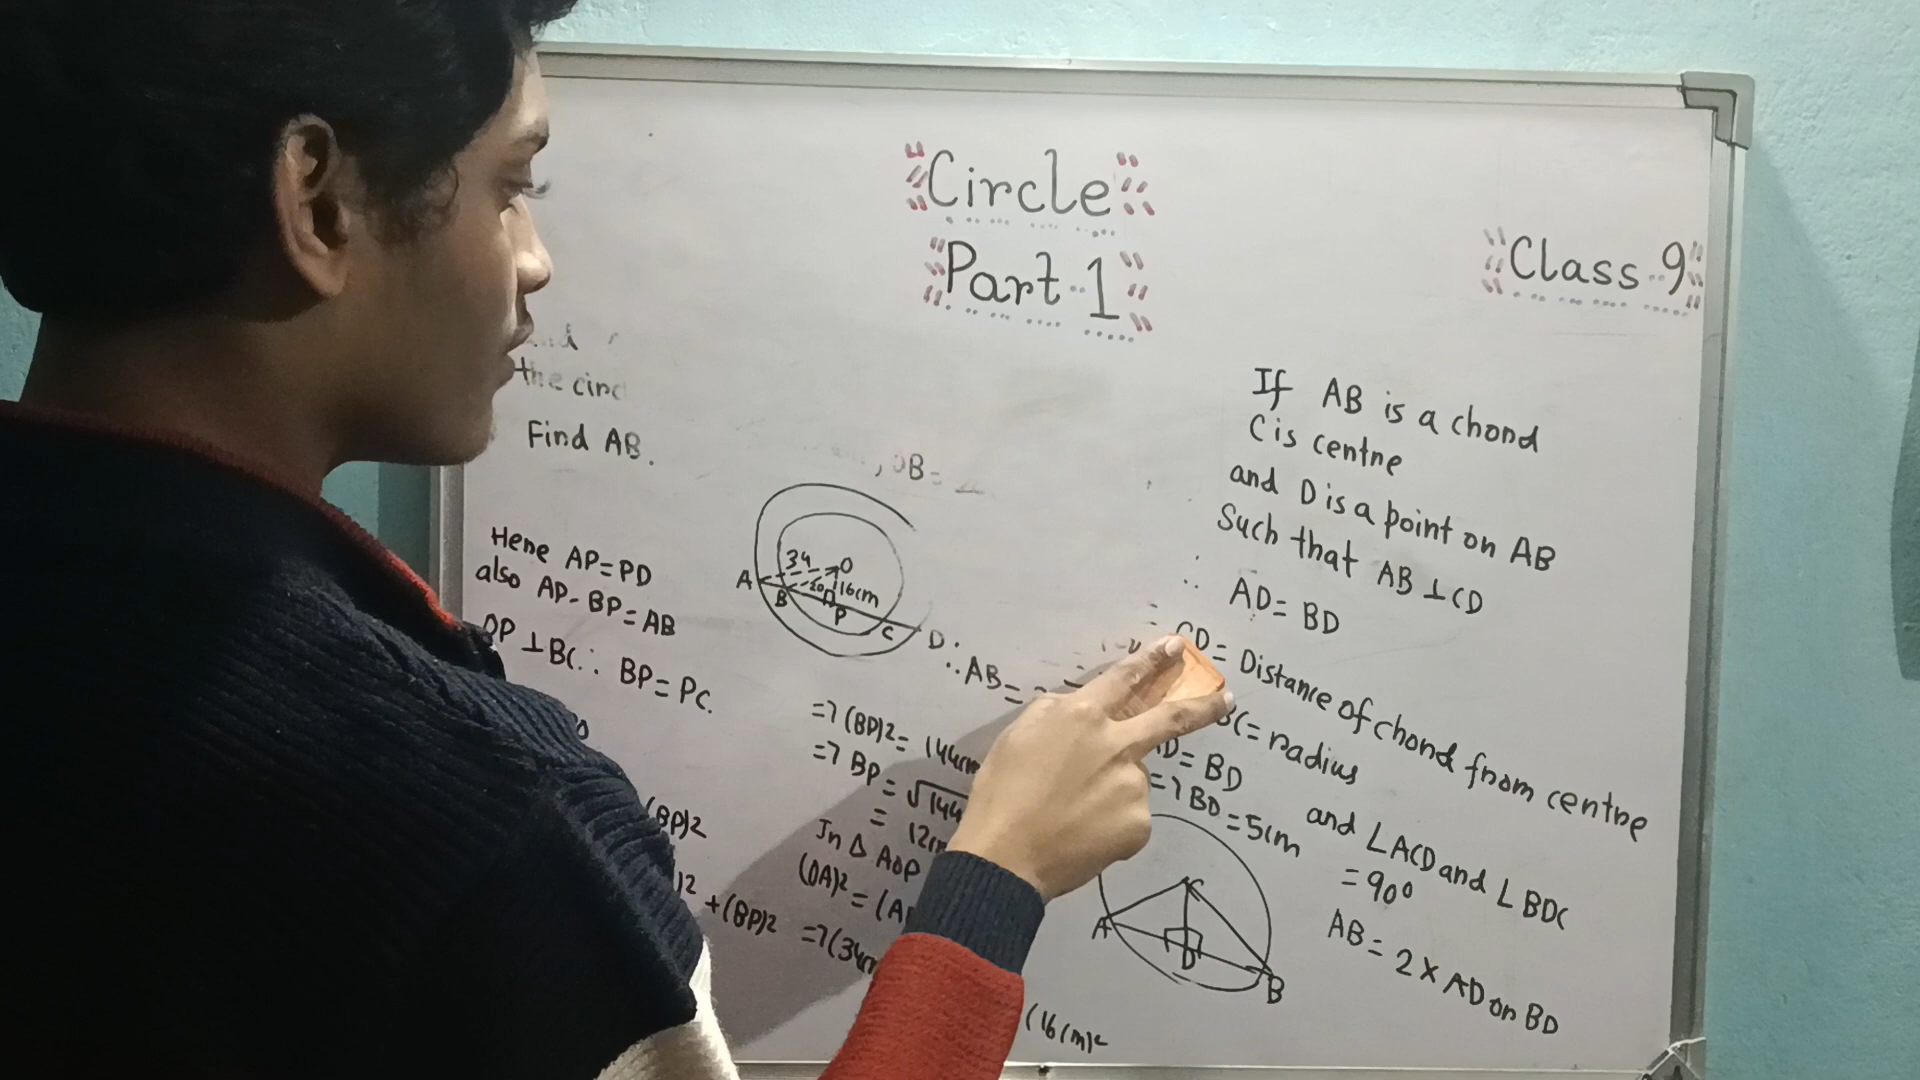 Circle
Part-1
Class-9
the circ
Find AB.
, OB=
Here AP=PD
also AP-BP=AB
OP⊥BC∴ BP=PC.
(BP)2
+(BP)2
34
O
20
16cm
A
B
P
C
D
∴AB=
=7(BP)2= 144cm
=7 BP= √144
= 12cm
In Δ AOP
(OA)2=(A
=7(34cm
(16cm)2
If AB is a chord
C is centre
and D is a point on AB
Such that AB⊥CD
∴ AD=BD
CD= Distance of chord from centre
BC= radius
AD=BD
=7 BD=5cm
and ∠ACD and ∠BDC
=90°
AB=2×AD or BD
C
A
D
B